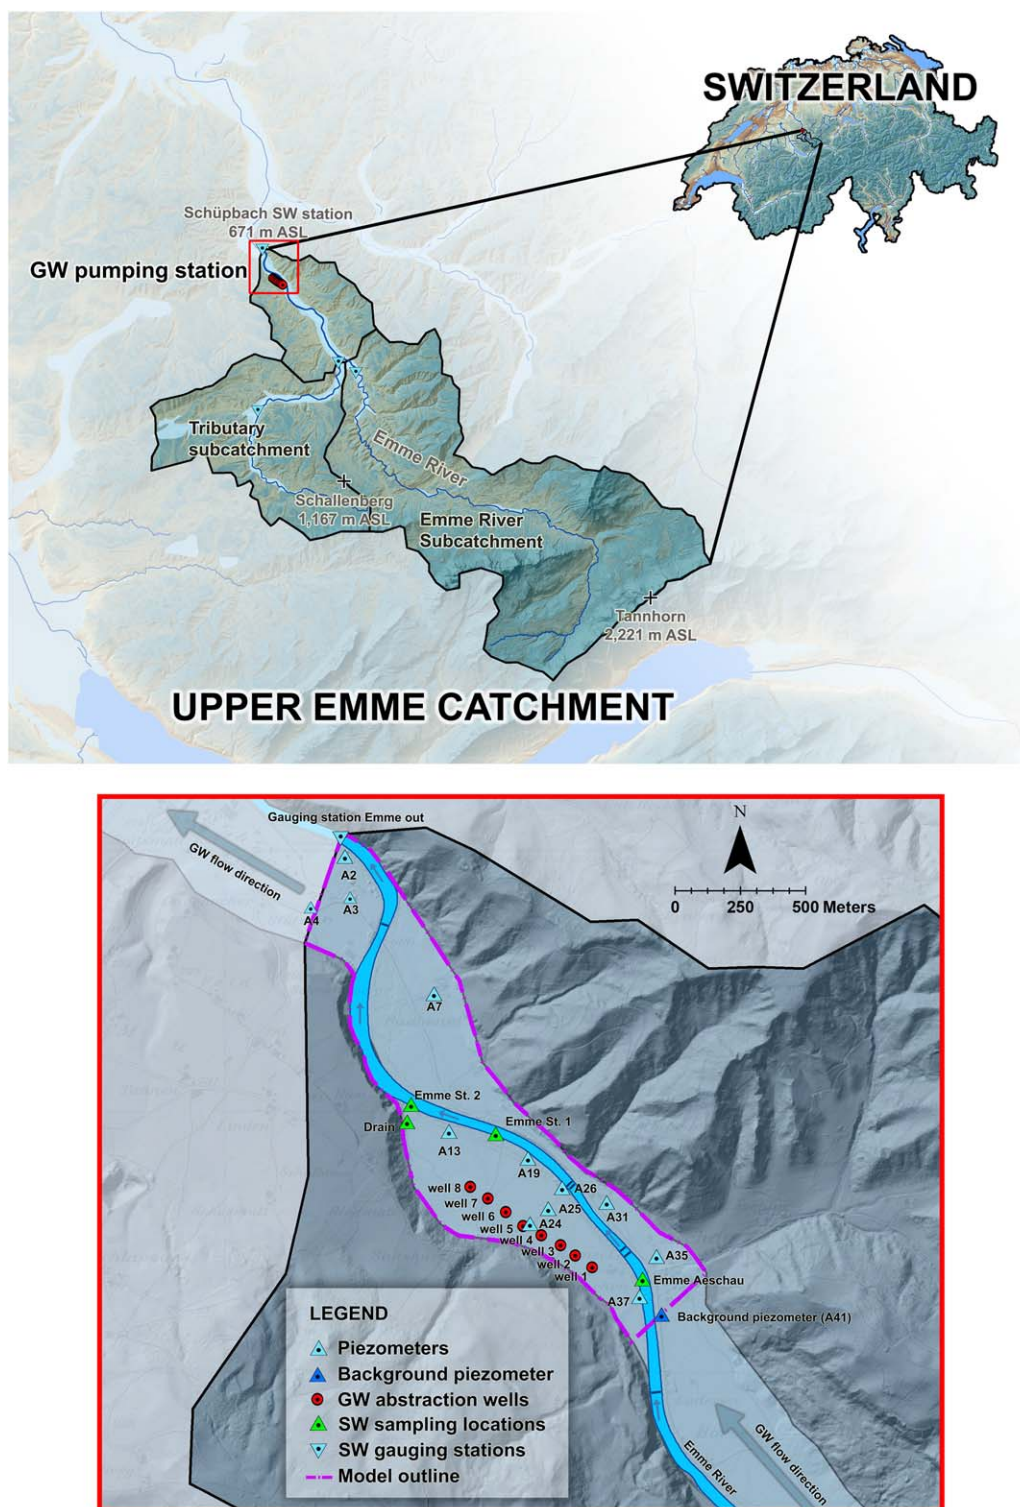 SWITZERLAND
Schüpbach SW station
671 m ASL
GW pumping station
Tributary
subcatchment
Emme River
Schallenberg
1,167 m ASL
Emme River
Subcatchment
Tannhorn
2,221 m ASL
UPPER EMME CATCHMENT
Gauging station Emme out
N
GW flow direction
A2
A3
A4
0 250 500 Meters
A7
Emme St. 2
Drain
Emme St. 1
A13
A19
well 8
A26
well 7
A25
A31
well 6
A24
well 5
well 4
well 3
A35
well 2
well 1
Emme Aeschau
A37
Background piezometer (A41)
LEGEND
Piezometers
Background piezometer
GW abstraction wells
SW sampling locations
SW gauging stations
Model outline
GW flow direction
Emme River